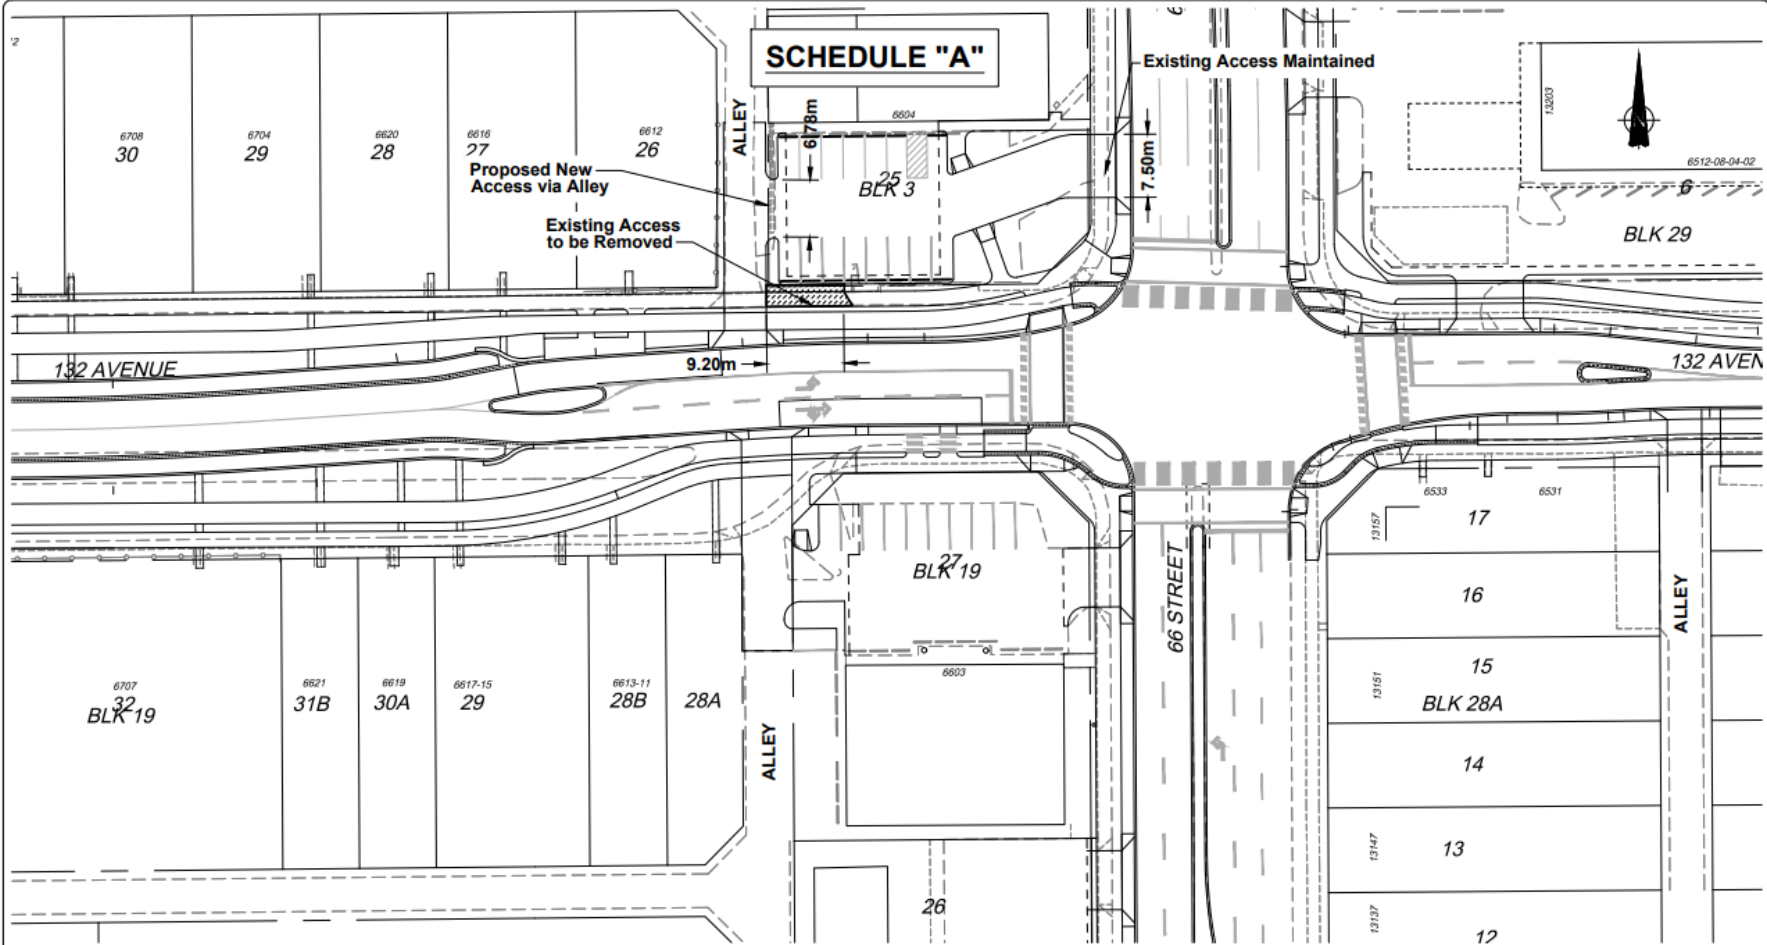 SCHEDULE "A"
Existing Access Maintained
ALLEY
6.78m
6604
13203
6708
30
6704
29
6620
28
6616
27
6612
26
Proposed New
Access via Alley
25
BLK 3
7.50m
6512-08-04-02
6
BLK 29
Existing Access
to be Removed
132 AVENUE
9.20m
132 AVEN
6533
6531
13157
17
27
BLK 19
66 STREET
16
ALLEY
6603
15
13151
BLK 28A
6707
32
BLK 19
6621
31B
6619
30A
6617-15
29
6613-11
28B
28A
ALLEY
14
13147
13
26
13137
12